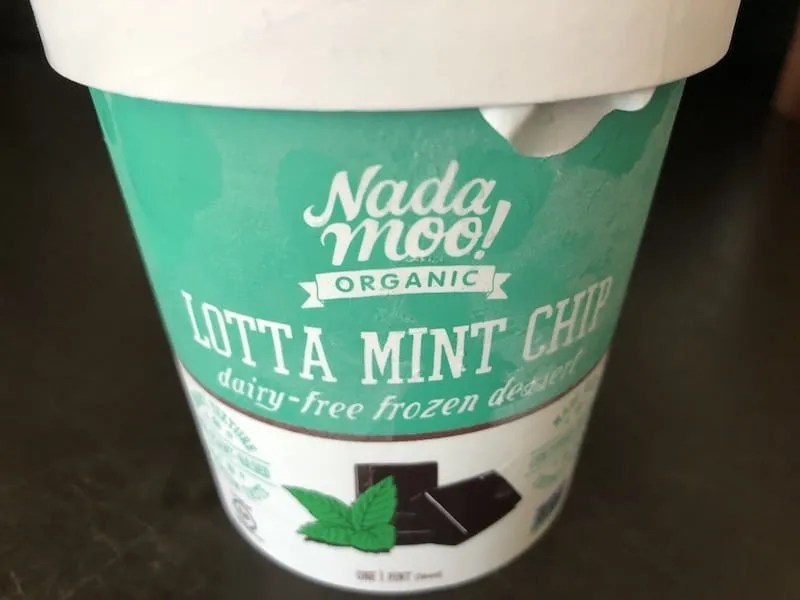 Nada
moo!
ORGANIC
LOTTA MINT CHIP
dairy-free frozen dessert